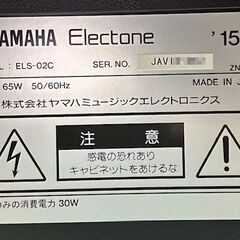 YAMAHA Electone '15
: ELS-02C SER. NO. JAVI
65W 50/60Hz ZN
MADE IN J
株式会社ヤマハミュージックエレクトロニクス
注意
感電の恐れあり
キャビネットをあけるな
のみの消費電力 30W